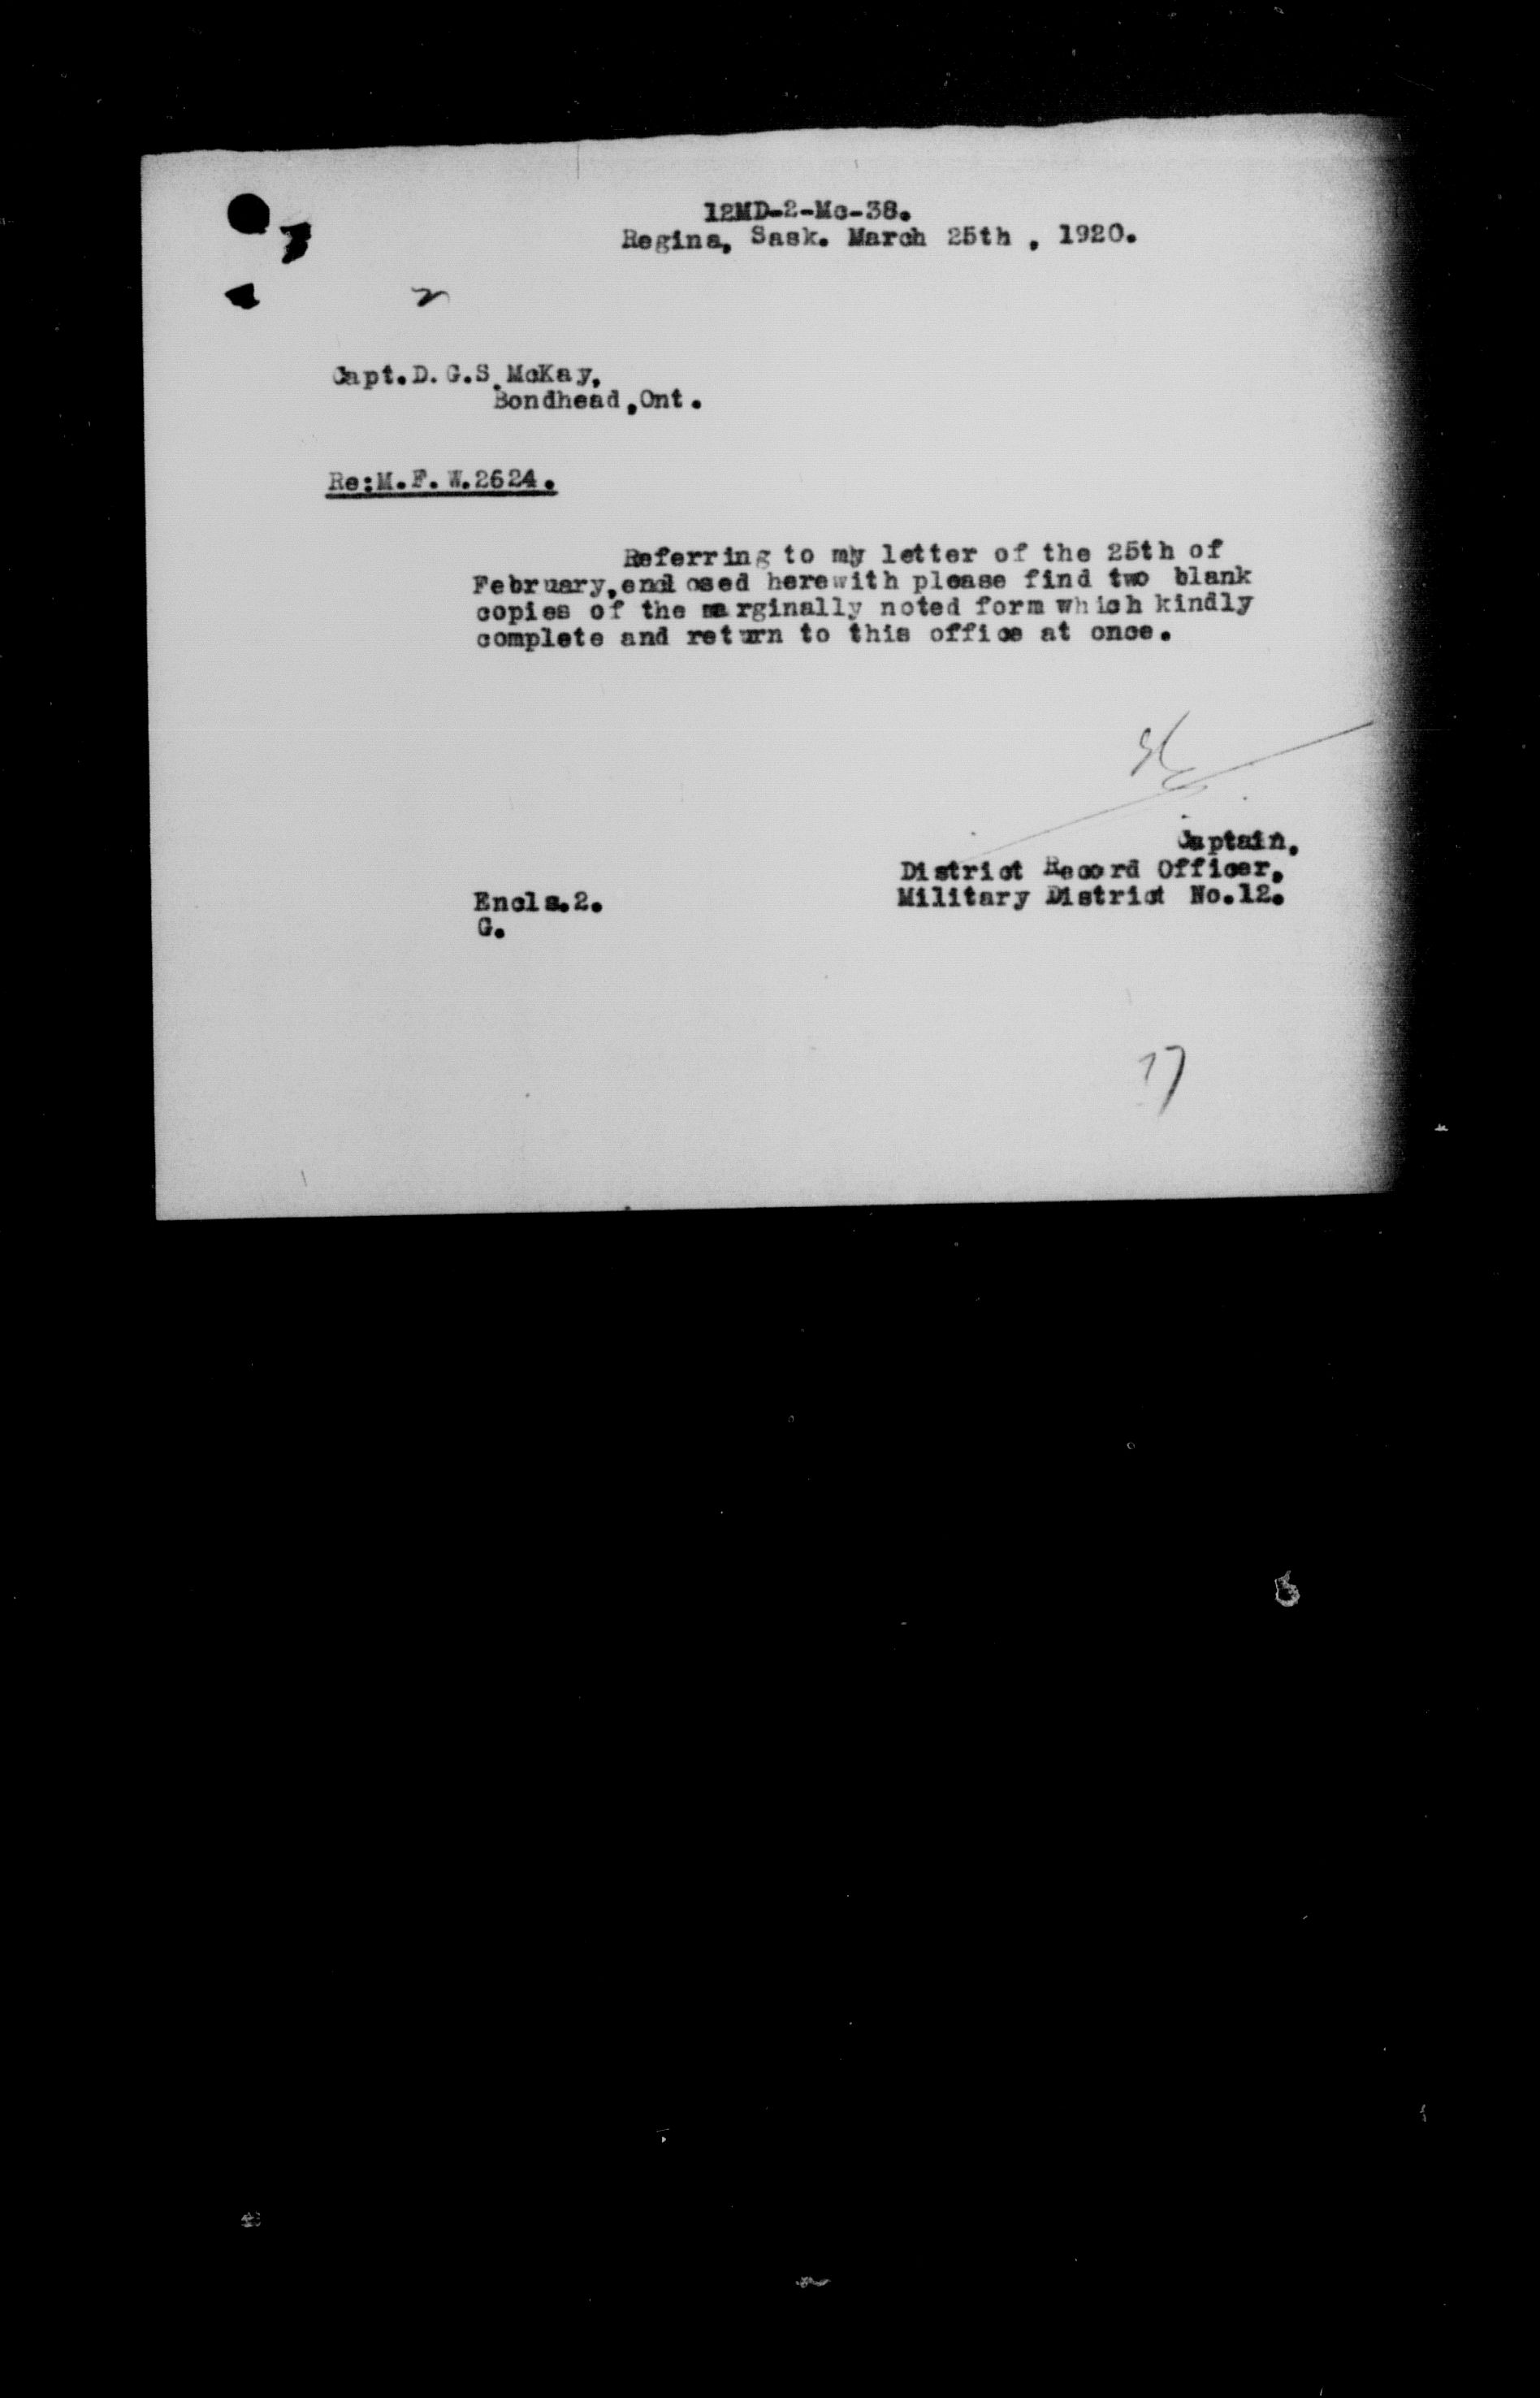 12MD-2-Mc-38.
Regina, Sask. March 25th , 1920.
Capt.D. G.S.McKay,
Bondhead,Ont.
Re:M.F.W.2624.
Referring to my letter of the 25th of
February,enclosed herewith please find two blank
copies of the marginally noted form which kindly
complete and return to this office at once.
Captain,
District Record Officer,
Military District No.12.
Encls.2.
G.
17